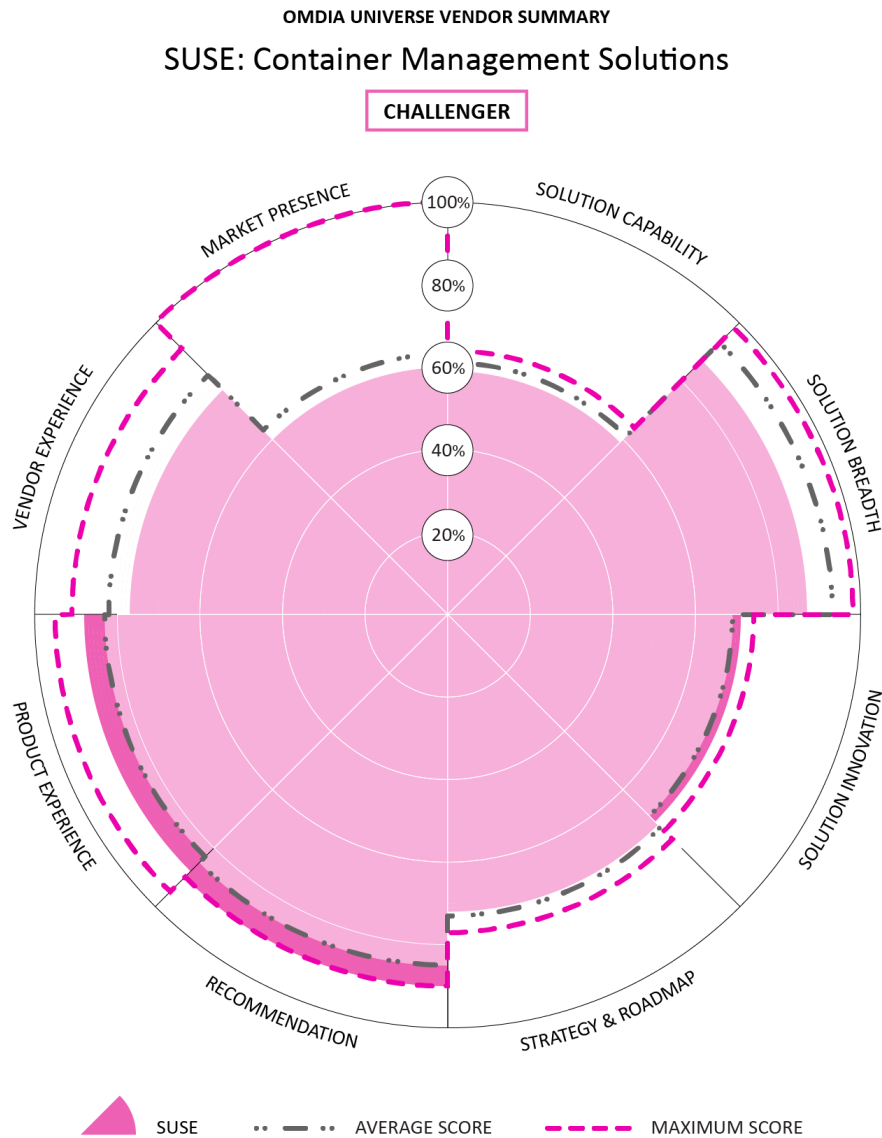 OMDIA UNIVERSE VENDOR SUMMARY
SUSE: Container Management Solutions
CHALLENGER
MARKET PRESENCE
100%
SOLUTION CAPABILITY
80%
60%
40%
20%
VENDOR EXPERIENCE
SOLUTION BREADTH
PRODUCT EXPERIENCE
SOLUTION INNOVATION
RECOMMENDATION
STRATEGY & ROADMAP
SUSE
AVERAGE SCORE
MAXIMUM SCORE